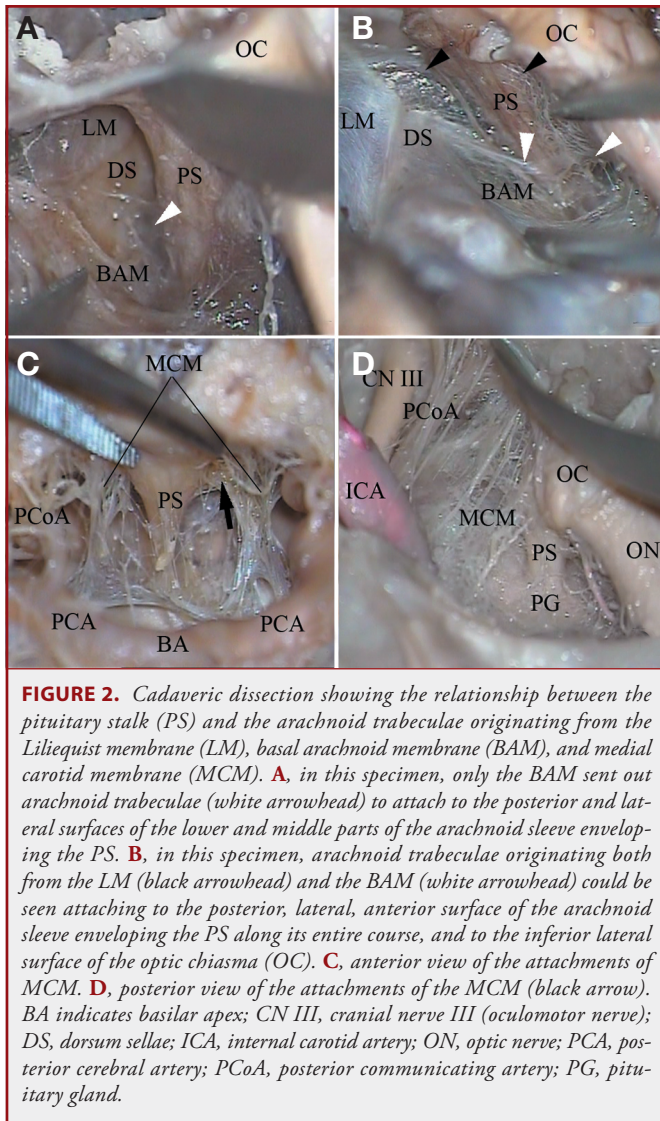 A
OC
LM
DS
PS
BAM
B
OC
PS
LM
DS
BAM
C
MCM
PS
PCoA
PCA
BA
PCA
D
CN III
PCoA
ICA
OC
MCM
ON
PS
PG
FIGURE 2. Cadaveric dissection showing the relationship between the
pituitary stalk (PS) and the arachnoid trabeculae originating from the
Liliequist membrane (LM), basal arachnoid membrane (BAM), and medial
carotid membrane (MCM). A, in this specimen, only the BAM sent out
arachnoid trabeculae (white arrowhead) to attach to the posterior and lat-
eral surfaces of the lower and middle parts of the arachnoid sleeve envelop-
ing the PS. B, in this specimen, arachnoid trabeculae originating both
from the LM (black arrowhead) and the BAM (white arrowhead) could be
seen attaching to the posterior, lateral, anterior surface of the arachnoid
sleeve enveloping the PS along its entire course, and to the inferior lateral
surface of the optic chiasma (OC). C, anterior view of the attachments of
MCM. D, posterior view of the attachments of the MCM (black arrow).
BA indicates basilar apex; CN III, cranial nerve III (oculomotor nerve);
DS, dorsum sellae; ICA, internal carotid artery; ON, optic nerve; PCA, pos-
terior cerebral artery; PCoA, posterior communicating artery; PG, pitu-
itary gland.